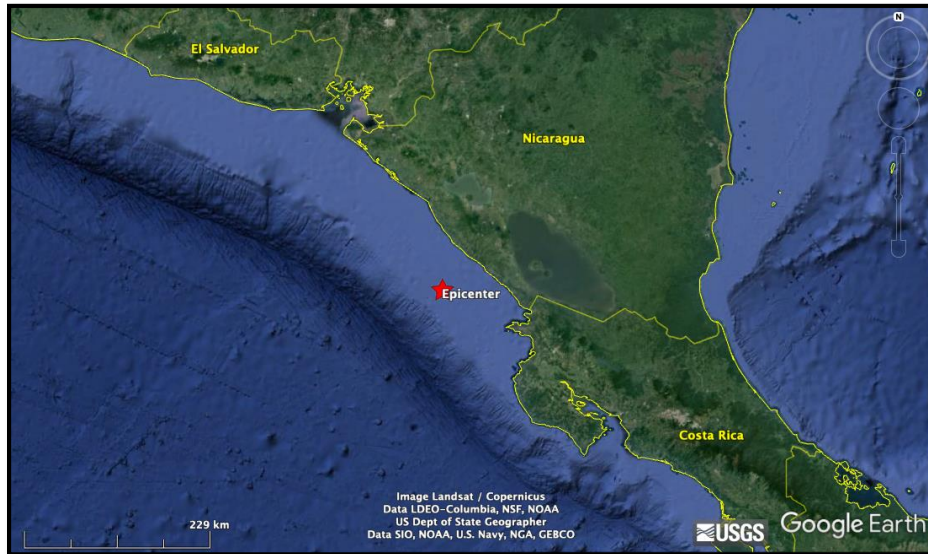 N
El Salvador
Nicaragua
Epicenter
Costa Rica
Image Landsat / Copernicus
Data LDEO-Columbia, NSF, NOAA
US Dept of State Geographer
Data SIO, NOAA, U.S. Navy, NGA, GEBCO
229 km
USGS
Google Earth